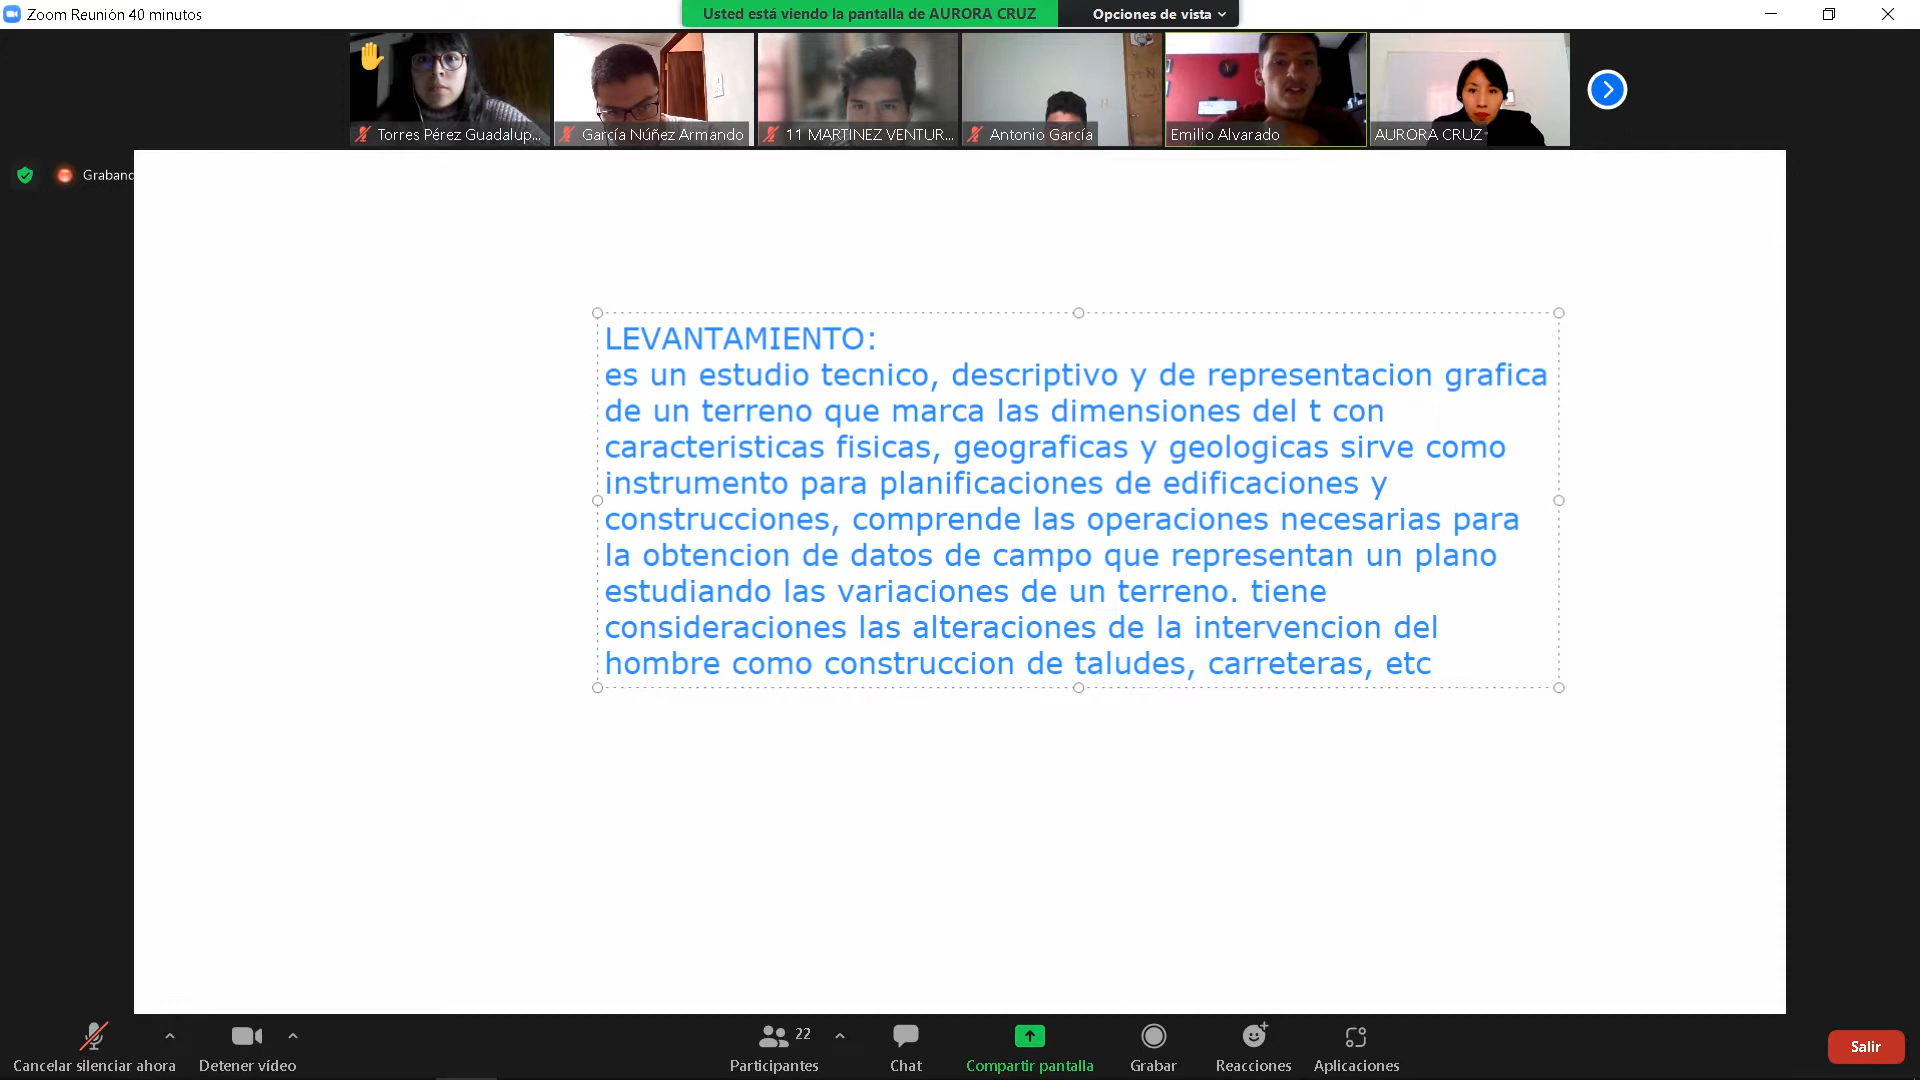 Zoom Reunión 40 minutos
Usted está viendo la pantalla de AURORA CRUZ
Opciones de vista
Torres Pérez Guadalup...
García Núñez Armando
11 MARTINEZ VENTUR...
Antonio García
Emilio Alvarado
AURORA CRUZ
Graband
LEVANTAMIENTO:
es un estudio tecnico, descriptivo y de representacion grafica
de un terreno que marca las dimensiones del t con
caracteristicas fisicas, geograficas y geologicas sirve como
instrumento para planificaciones de edificaciones y
construcciones, comprende las operaciones necesarias para
la obtencion de datos de campo que representan un plano
estudiando las variaciones de un terreno. tiene
consideraciones las alteraciones de la intervencion del
hombre como construccion de taludes, carreteras, etc
Cancelar silenciar ahora
Detener vídeo
22
Participantes
Chat
Compartir pantalla
Grabar
Reacciones
Aplicaciones
Salir